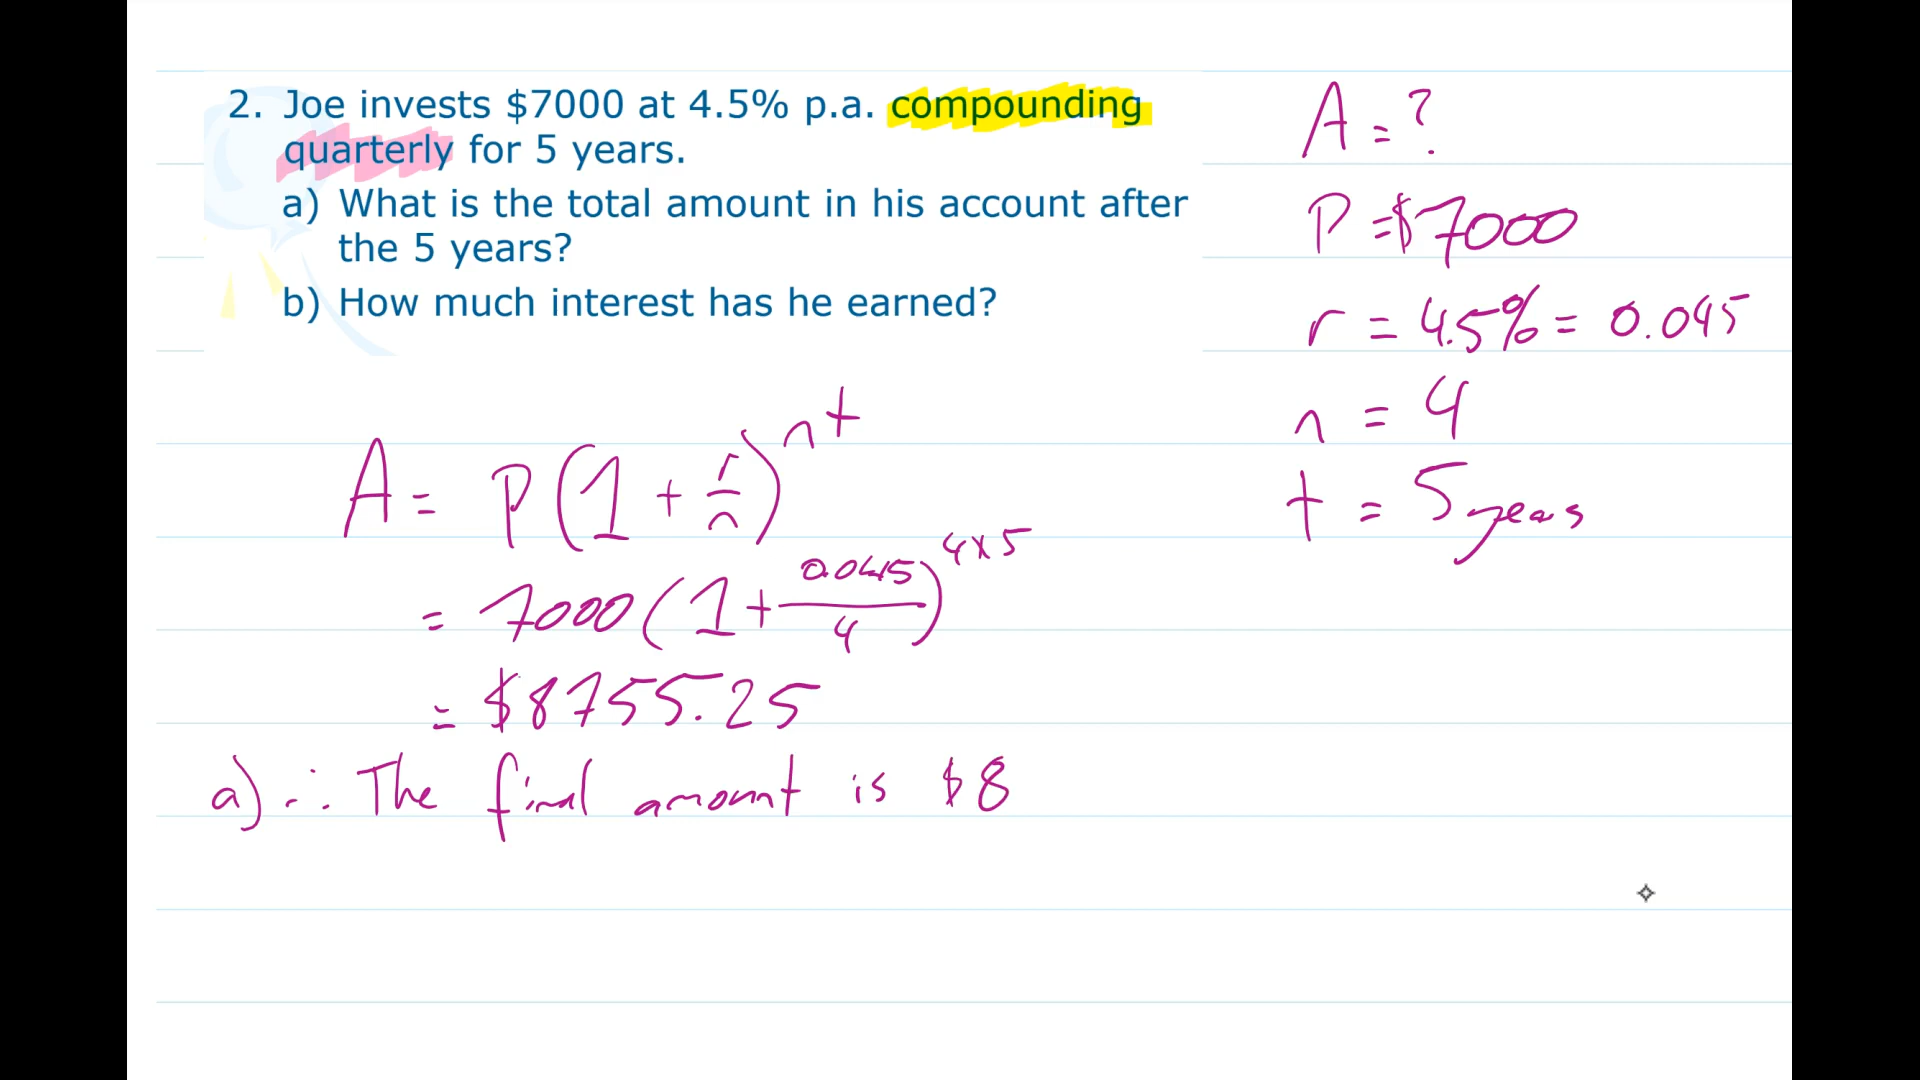 2. Joe invests $7000 at 4.5% p.a. compounding
quarterly for 5 years.
a) What is the total amount in his account after
the 5 years?
b) How much interest has he earned?
A = ?
P = $7000
r = 4.5% = 0.045
n = 4
t = 5 years
A = P(1 + r/n)^nt
= 7000(1 + 0.045/4)^4×5
= $8755.25
a) ∴ The final amount is $8